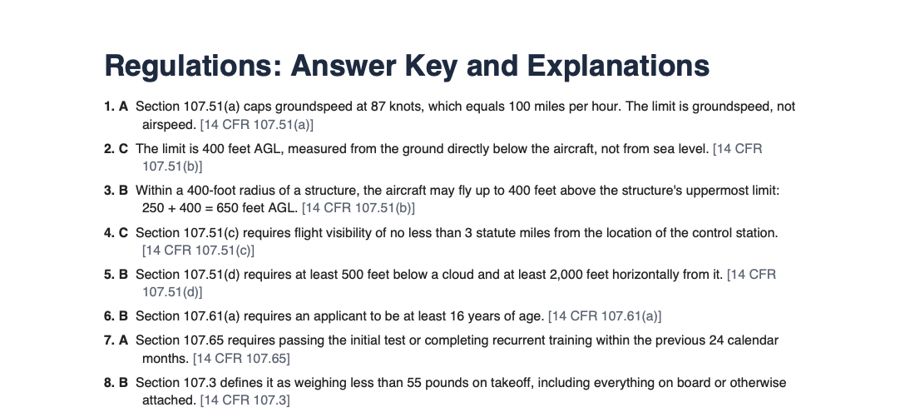 Regulations: Answer Key and Explanations
1. A Section 107.51(a) caps groundspeed at 87 knots, which equals 100 miles per hour. The limit is groundspeed, not
airspeed. [14 CFR 107.51(a)]
2. C The limit is 400 feet AGL, measured from the ground directly below the aircraft, not from sea level. [14 CFR
107.51(b)]
3. B Within a 400-foot radius of a structure, the aircraft may fly up to 400 feet above the structure's uppermost limit:
250 + 400 = 650 feet AGL. [14 CFR 107.51(b)]
4. C Section 107.51(c) requires flight visibility of no less than 3 statute miles from the location of the control station.
[14 CFR 107.51(c)]
5. B Section 107.51(d) requires at least 500 feet below a cloud and at least 2,000 feet horizontally from it. [14 CFR
107.51(d)]
6. B Section 107.61(a) requires an applicant to be at least 16 years of age. [14 CFR 107.61(a)]
7. A Section 107.65 requires passing the initial test or completing recurrent training within the previous 24 calendar
months. [14 CFR 107.65]
8. B Section 107.3 defines it as weighing less than 55 pounds on takeoff, including everything on board or otherwise
attached. [14 CFR 107.3]